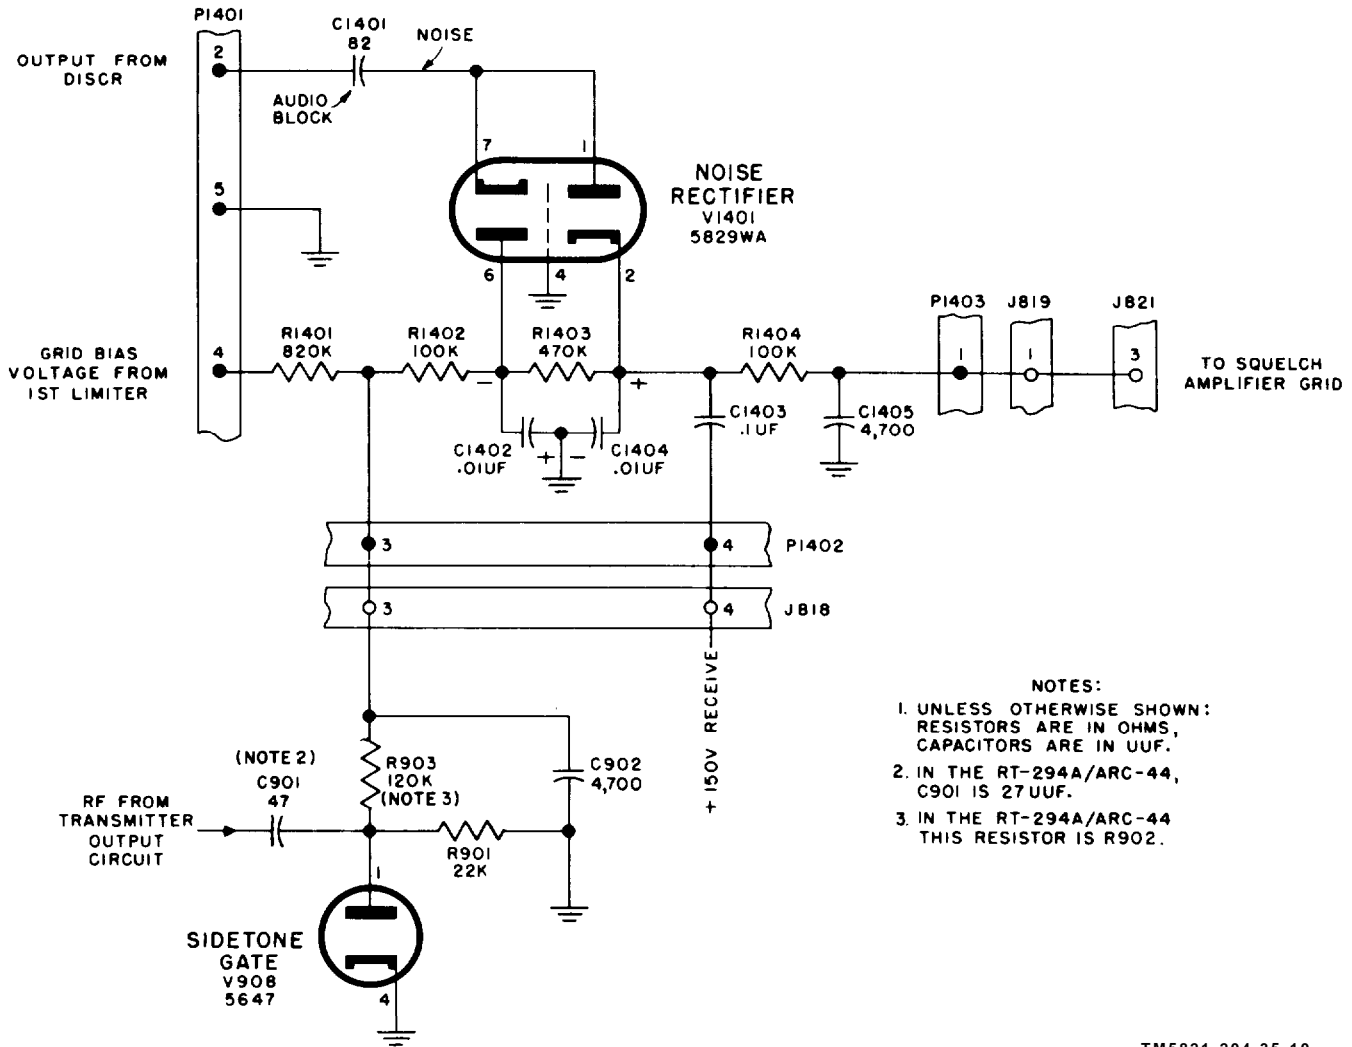 P1401
C1401
82
NOISE
OUTPUT FROM
DISCR
2
AUDIO
BLOCK
7
1
5
NOISE
RECTIFIER
V1401
5829WA
6
4
2
P1403
J819
J821
GRID BIAS
VOLTAGE FROM
1ST LIMITER
4
R1401
820K
R1402
100K
R1403
470K
R1404
100K
1
1
3
TO SQUELCH
AMPLIFIER GRID
-
+
C1402
.01UF
+
-
C1404
.01UF
C1403
.1UF
C1405
4,700
3
4
P1402
3
4
J818
+150V RECEIVE
(NOTE 2)
C901
47
R903
120K
(NOTE 3)
C902
4,700
RF FROM
TRANSMITTER
OUTPUT
CIRCUIT
R901
22K
1
SIDETONE
GATE
V908
5647
4
NOTES:
1. UNLESS OTHERWISE SHOWN:
RESISTORS ARE IN OHMS,
CAPACITORS ARE IN UUF.
2. IN THE RT-294A/ARC-44,
C901 IS 27 UUF.
3. IN THE RT-294A/ARC-44
THIS RESISTOR IS R902.